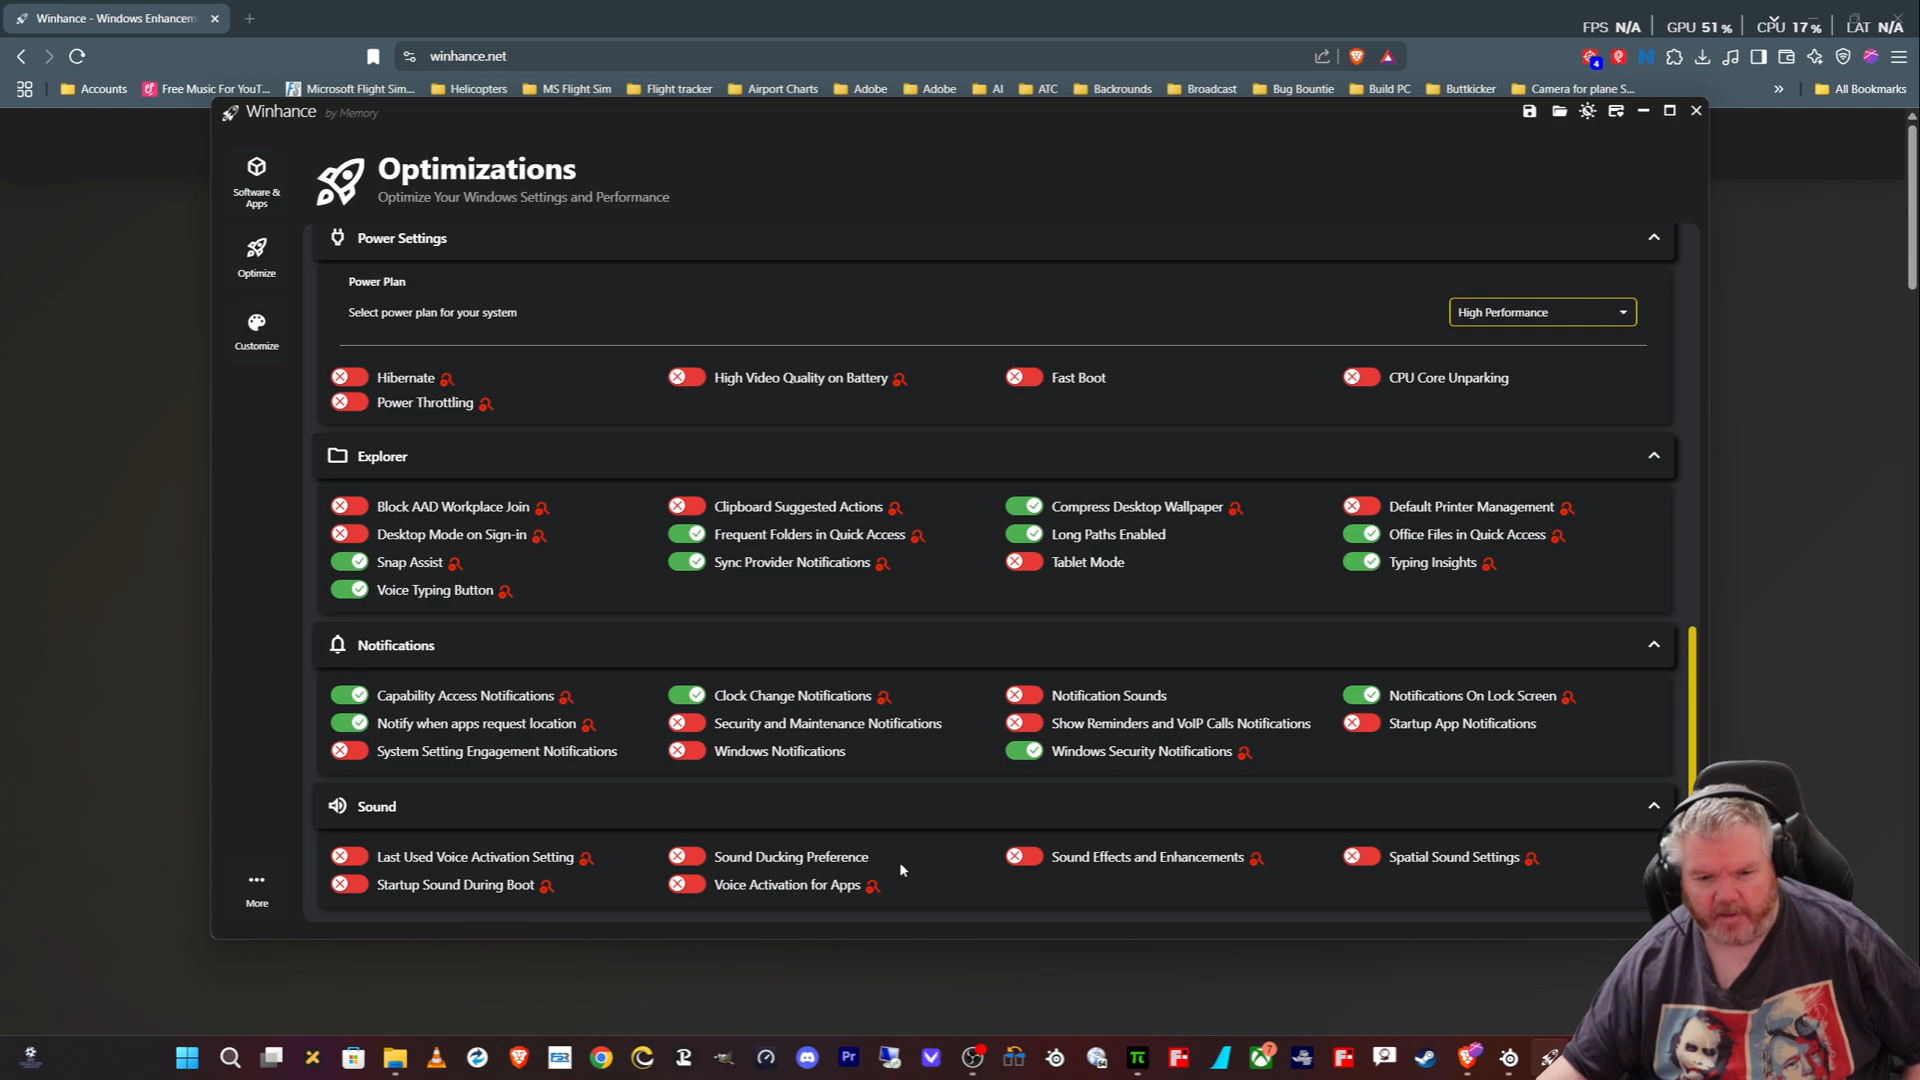 Winhance - Windows Enhancem
FPS N/A GPU 51 % CPU 17 % LAT N/A
winhance.net
4
Accounts
Free Music For YouT...
Microsoft Flight Sim...
Helicopters
MS Flight Sim
Flight tracker
Airport Charts
Adobe
Adobe
AI
ATC
Backrounds
Broadcast
Bug Bountie
Build PC
Buttkicker
Camera for plane S...
»
All Bookmarks
Winhance by Memory
Software & Apps
Optimize
Customize
More
Optimizations
Optimize Your Windows Settings and Performance
Power Settings
Power Plan
Select power plan for your system
High Performance
Hibernate
High Video Quality on Battery
Fast Boot
CPU Core Unparking
Power Throttling
Explorer
Block AAD Workplace Join
Clipboard Suggested Actions
Compress Desktop Wallpaper
Default Printer Management
Desktop Mode on Sign-in
Frequent Folders in Quick Access
Long Paths Enabled
Office Files in Quick Access
Snap Assist
Sync Provider Notifications
Tablet Mode
Typing Insights
Voice Typing Button
Notifications
Capability Access Notifications
Clock Change Notifications
Notification Sounds
Notifications On Lock Screen
Notify when apps request location
Security and Maintenance Notifications
Show Reminders and VoIP Calls Notifications
Startup App Notifications
System Setting Engagement Notifications
Windows Notifications
Windows Security Notifications
Sound
Last Used Voice Activation Setting
Sound Ducking Preference
Sound Effects and Enhancements
Spatial Sound Settings
Startup Sound During Boot
Voice Activation for Apps
FSR
Pr
7